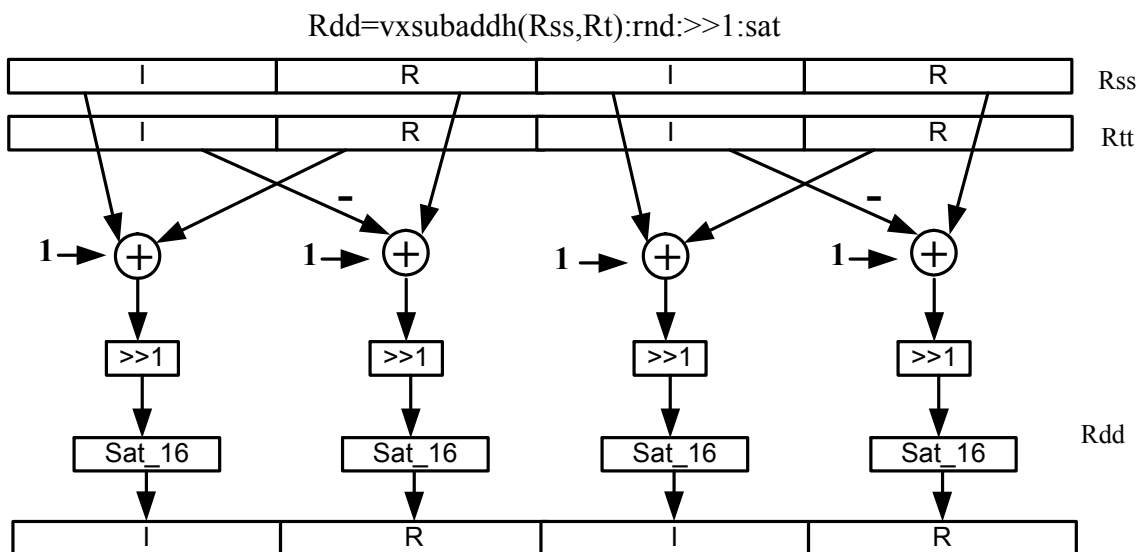 Rdd=vxsubaddh(Rss,Rt):rnd:>>1:sat
I R I R Rss
I R I R Rtt
- -
1 + 1 + 1 + 1 +
>>1 >>1 >>1 >>1
Sat_16 Sat_16 Sat_16 Sat_16 Rdd
I R I R